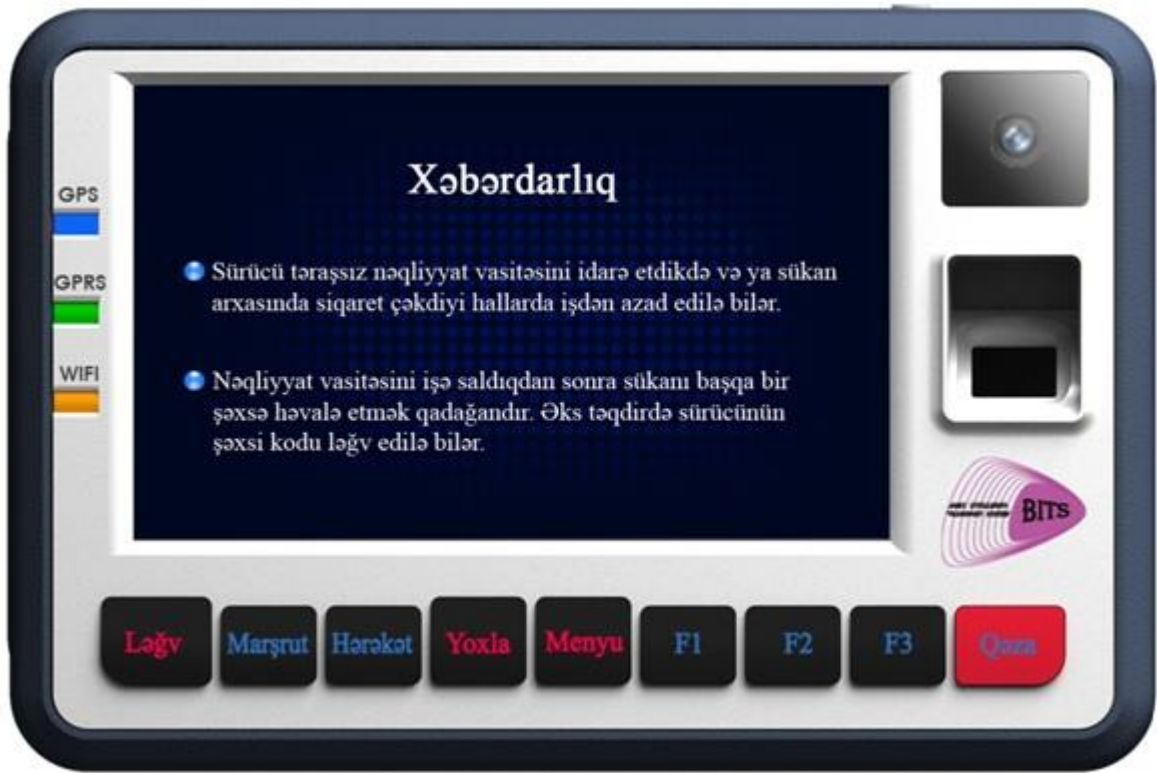 Xəbərdarlıq
GPS
GPRS
WIFI
Sürücü təraşsız nəqliyyat vasitəsini idarə etdikdə və ya sükan
arxasında siqaret çəkdiyi hallarda işdən azad edilə bilər.
Nəqliyyat vasitəsini işə saldıqdan sonra sükanı başqa bir
şəxsə həvalə etmək qadağandır. Əks təqdirdə sürücünün
şəxsi kodu ləğv edilə bilər.
BITS
Ləğv
Marşrut
Hərəkət
Yoxla
Menyu
F1
F2
F3
Qəza